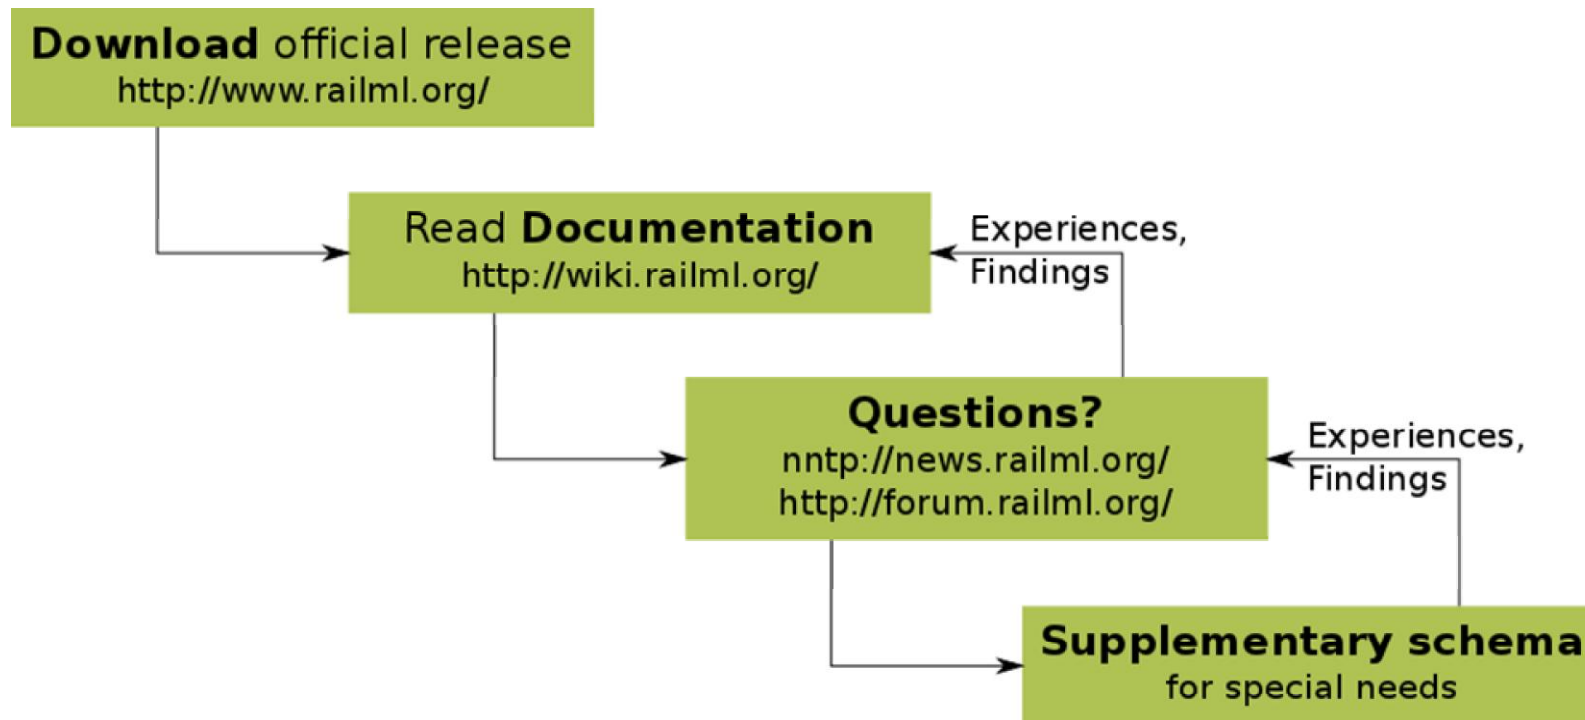 Download official release
http://www.railml.org/
Read Documentation
http://wiki.railml.org/
Experiences,
Findings
Questions?
nntp://news.railml.org/
http://forum.railml.org/
Experiences,
Findings
Supplementary schema
for special needs